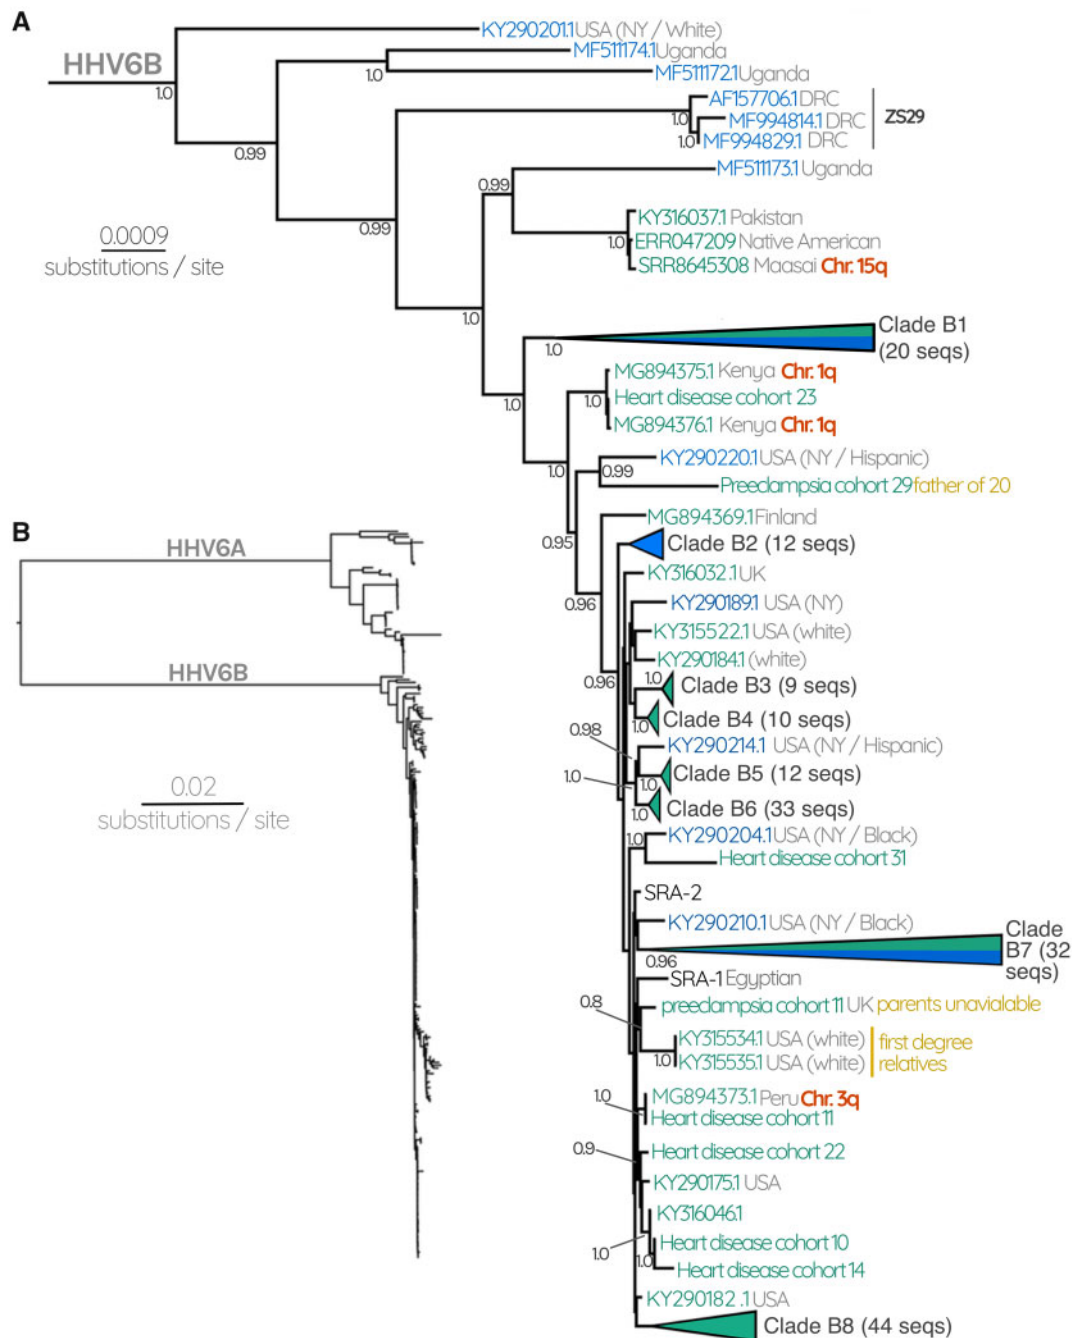 A
KY290201.1 USA (NY / White)
HHV6B
MF511174.1 Uganda
1.0
MF511172.1 Uganda
1.0
AF157706.1 DRC
MF994814.1 DRC
ZS29
1.0
MF994829.1 DRC
1.0
0.99
MF511173.1 Uganda
0.99
KY316037.1 Pakistan
0.99
ERR047209 Native American
1.0
SRR8645308 Maasai Chr. 15q
0.0009
substitutions / site
1.0
Clade B1
(20 seqs)
1.0
MG894375.1 Kenya Chr. 1q
Heart disease cohort 23
1.0
1.0
MG894376.1 Kenya Chr. 1q
KY290220.1 USA (NY / Hispanic)
1.0
0.99
Preeclampsia cohort 29 father of 20
MG894369.1 Finland
0.95
Clade B2 (12 seqs)
KY316032.1 UK
KY290189.1 USA (NY)
0.96
KY315522.1 USA (white)
KY290184.1 (white)
0.96
1.0
Clade B3 (9 seqs)
Clade B4 (10 seqs)
1.0
0.98
KY290214.1 USA (NY / Hispanic)
1.0
Clade B5 (12 seqs)
1.0
Clade B6 (33 seqs)
1.0
KY290204.1 USA (NY / Black)
1.0
Heart disease cohort 31
SRA-2
KY290210.1 USA (NY / Black)
Clade
B7 (32
seqs)
0.96
SRA-1 Egyptian
0.8
preeclampsia cohort 11 UK parents unavialable
KY315534.1 USA (white)
first degree
KY315535.1 USA (white)
relatives
1.0
MG894373.1 Peru Chr. 3q
1.0
Heart disease cohort 11
0.9
Heart disease cohort 22
KY290175.1 USA
KY316046.1
Heart disease cohort 10
1.0
1.0
Heart disease cohort 14
KY290182 .1 USA
Clade B8 (44 seqs)
B
HHV6A
HHV6B
0.02
substitutions / site